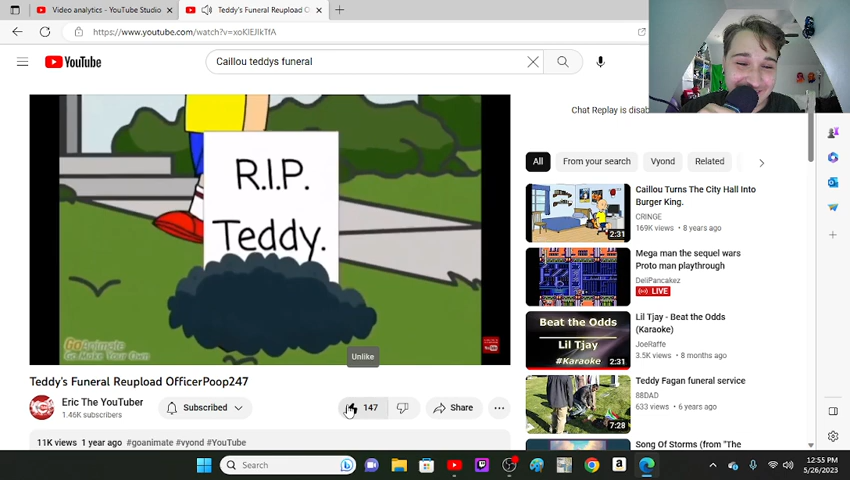 Video analytics - YouTube Studio
Teddy's Funeral Reupload O
https://www.youtube.com/watch?v=xoKlEJlkTfA
YouTube
Caillou teddys funeral
Chat Replay is disab
All
From your search
Vyond
Related
R.I.P.
Teddy.
GoAnimate
Go Make Your Own
Unlike
Teddy's Funeral Reupload OfficerPoop247
Eric The YouTuber
1.46K subscribers
Subscribed
147
Share
11K views 1 year ago #goanimate #vyond #YouTube
Caillou Turns The City Hall Into
Burger King.
CRINGE
169K views • 8 years ago
2:31
Mega man the sequel wars
Proto man playthrough
DeliPancakez
LIVE
Beat the Odds
Lil Tjay
#Karaoke
2:31
Lil Tjay - Beat the Odds
(Karaoke)
JoeRaffe
3.5K views • 8 months ago
Teddy Fagan funeral service
88DAD
633 views • 6 years ago
7:28
Song Of Storms (from "The
Search
12:55 PM
5/26/2023